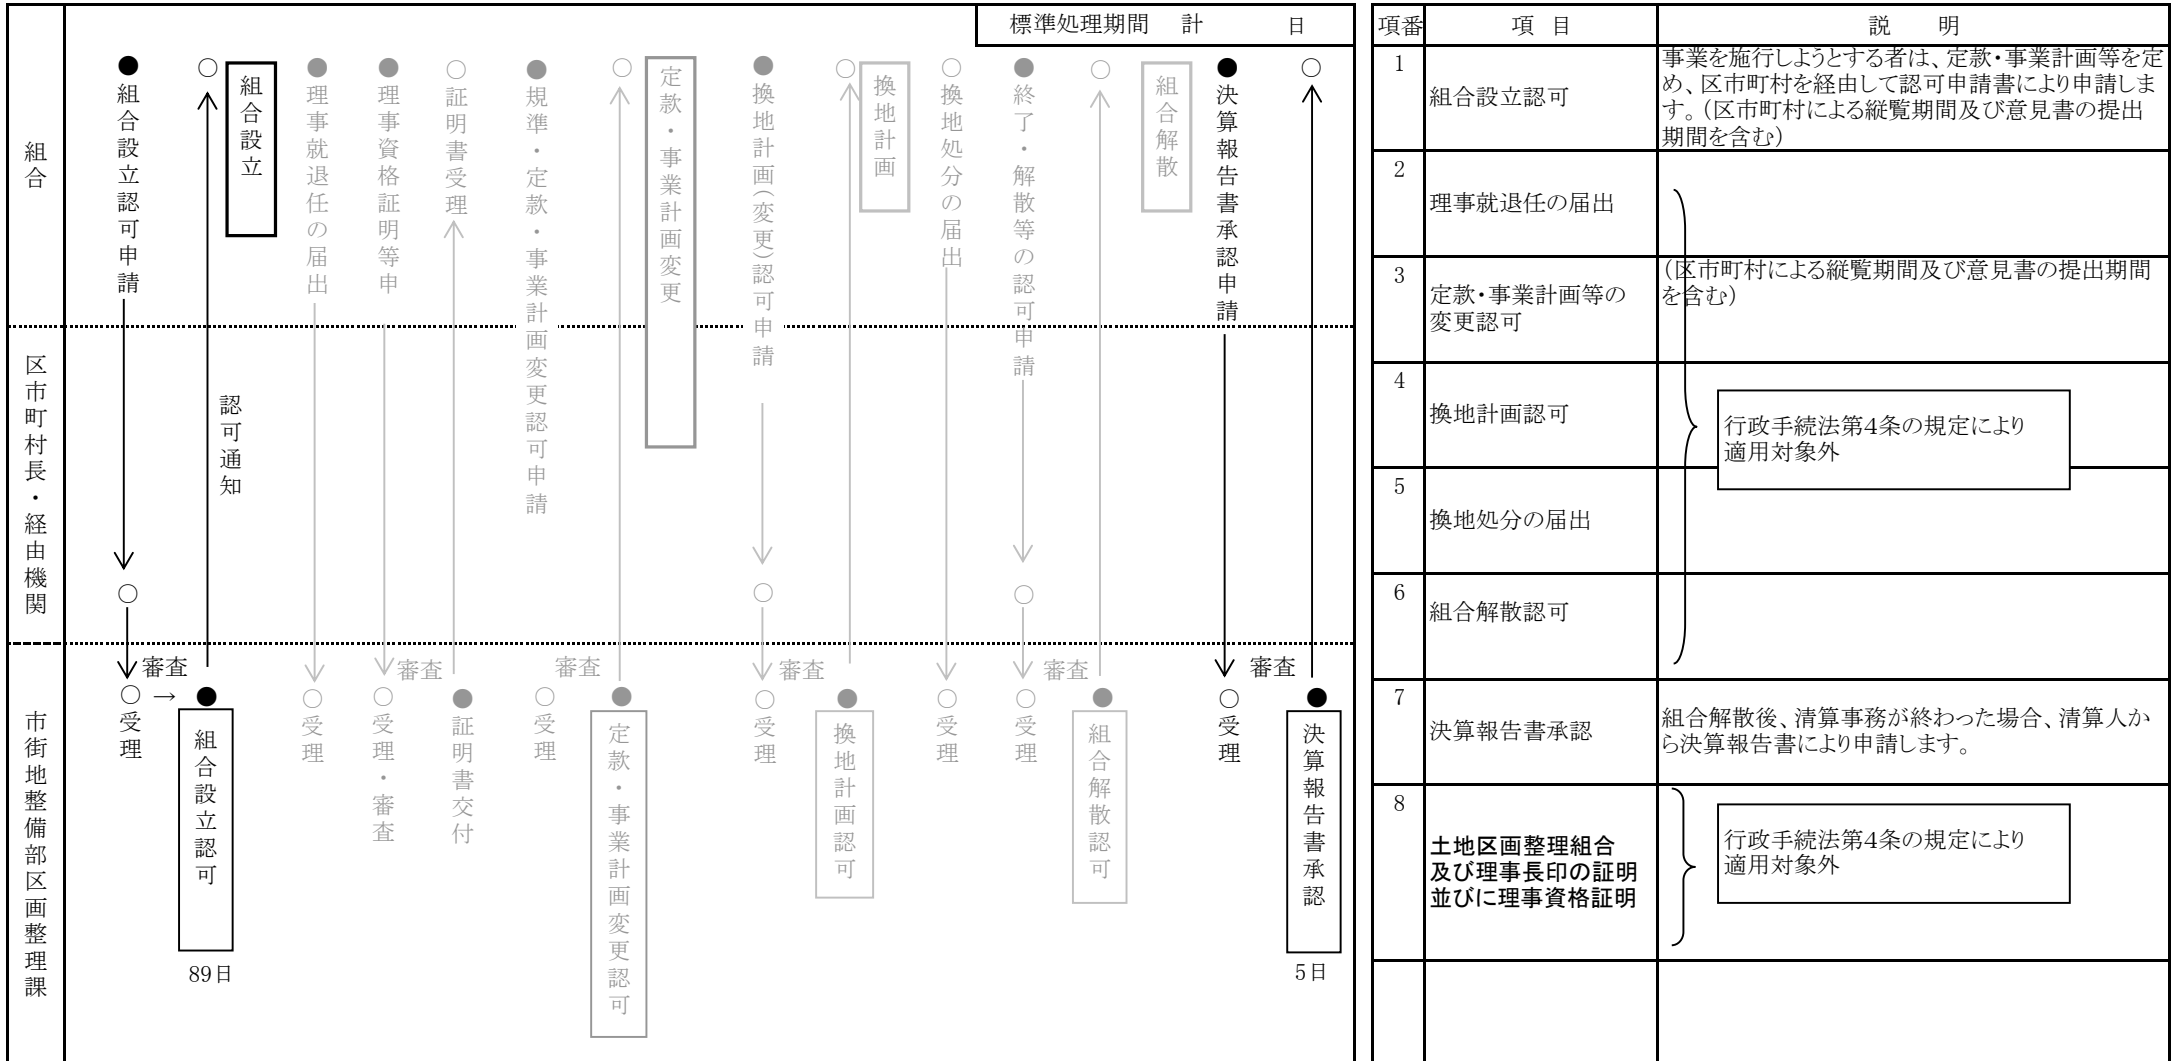 標準処理期間　計　　　日
組合
区市町村長・経由機関
市街地整備部区画整理課
●組合設立認可申請
○
組合設立
●理事就退任の届出
●理事資格証明等申
○証明書受理
●規準・定款・事業計画変更認可申請
○
定款・事業計画変更
●換地計画(変更)認可申請
○
換地計画
○換地処分の届出
●終了・解散等の認可申請
○
組合解散
●決算報告書承認申請
○
認可通知
○
○
○
審査
審査
審査
審査
審査
審査
○受理
→
●
組合設立認可
89日
○受理
○受理・審査
●証明書交付
○受理
●
定款・事業計画変更認可
○受理
●
換地計画認可
○受理
○受理
●
組合解散認可
○受理
●
決算報告書承認
5日
項番　項　目　説　　明
1
組合設立認可
事業を施行しようとする者は、定款・事業計画等を定
め、区市町村を経由して認可申請書により申請しま
す。（区市町村による縦覧期間及び意見書の提出
期間を含む）
2
理事就退任の届出
3
定款・事業計画等の
変更認可
（区市町村による縦覧期間及び意見書の提出期間
を含む）
4
換地計画認可
行政手続法第4条の規定により
適用対象外
5
換地処分の届出
6
組合解散認可
7
決算報告書承認
組合解散後、清算事務が終わった場合、清算人か
ら決算報告書により申請します。
8
土地区画整理組合
及び理事長印の証明
並びに理事資格証明
行政手続法第4条の規定により
適用対象外